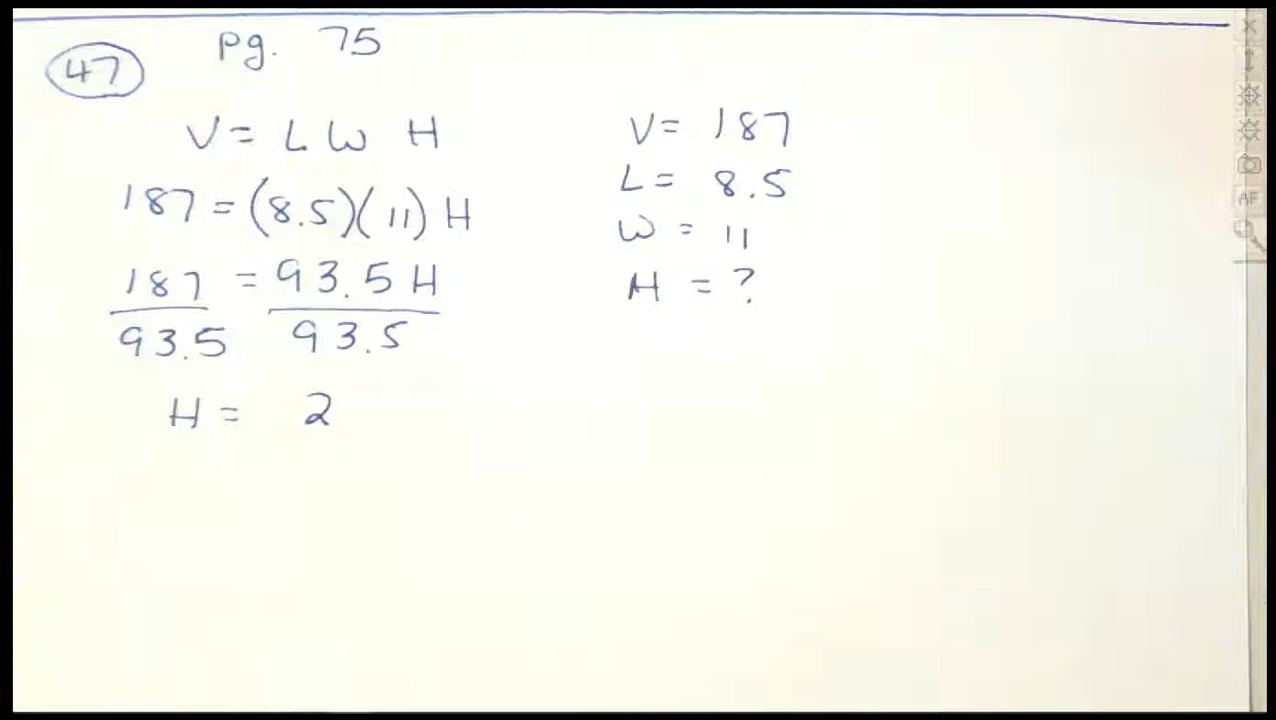 47 pg. 75
V = L W H
187 = (8.5)(11) H
187 = 93.5 H
93.5 93.5
H = 2
V = 187
L = 8.5
W = 11
H = ?
AF